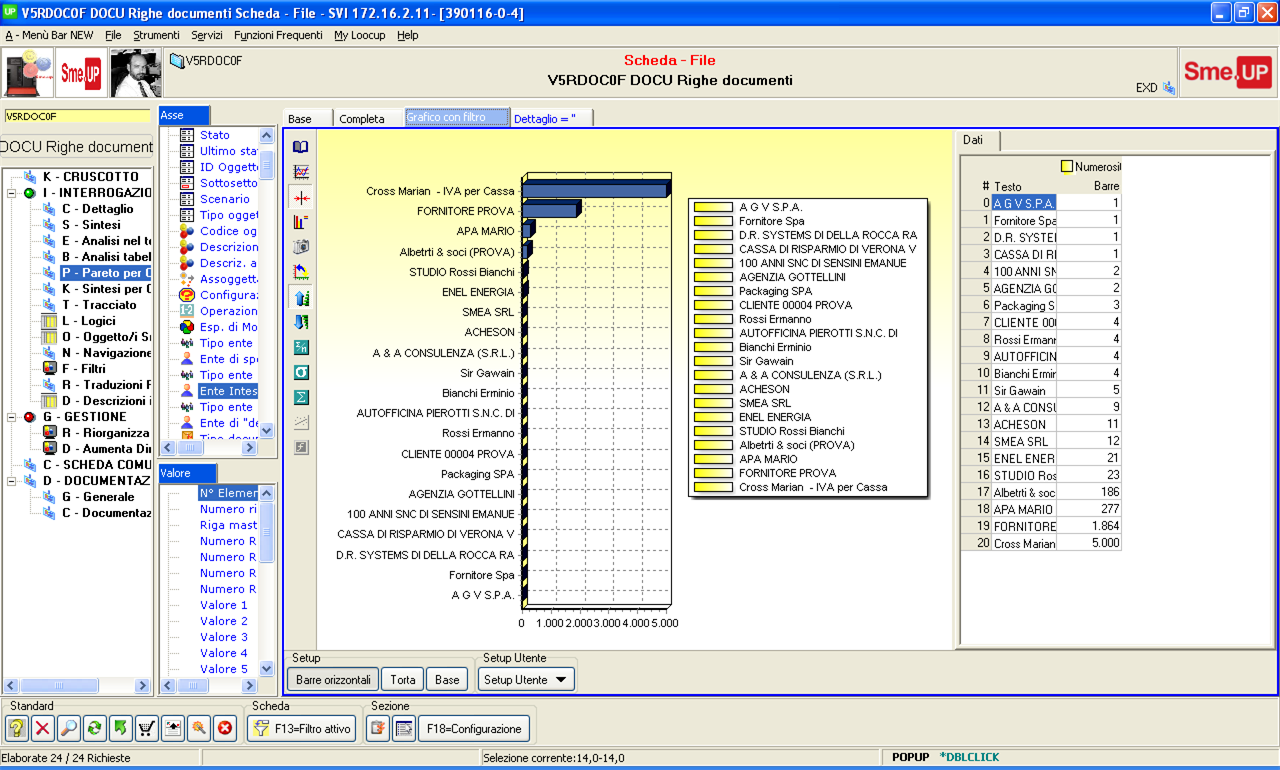 V5RDOC0F DOCU Righe documenti Scheda - File - SVI 172.16.2.11- [390116-0-4]
A - Menù Bar NEW File Strumenti Servizi Funzioni Frequenti My Loocup Help
Sme.UP
V5RDOC0F
Scheda - File
V5RDOC0F DOCU Righe documenti
EXD
Sme.UP
V5RDOC0F
DOCU Righe document
K - CRUSCOTTO
I - INTERROGAZIO
C - Dettaglio
S - Sintesi
E - Analisi nel t
B - Analisi tabel
P - Pareto per C
K - Sintesi per C
T - Tracciato
L - Logici
O - Oggetto/i S
N - Navigazione
F - Filtri
R - Traduzioni F
D - Descrizioni i
G - GESTIONE
R - Riorganizza
D - Aumenta Di
C - SCHEDA COMU
D - DOCUMENTAZ
G - Generale
C - Documentaz
Asse
Stato
Ultimo sta
ID Oggett
Sottosetto
Scenario
Tipo ogget
Codice og
Descrizion
Descriz. a
Assoggett
Configura
Operazion
Esp. di Mo
Tipo ente
Ente di sp
Tipo ente
Ente Intes
Tipo ente
Ente di "de
Tipo docu
Valore
N° Elemen
Numero ri
Riga mast
Numero R
Numero R
Numero R
Numero R
Valore 1
Valore 2
Valore 3
Valore 4
Valore 5
Base Completa Grafico con filtro Dettaglio = "
Cross Marian - IVA per Cassa
FORNITORE PROVA
APA MARIO
Albetrti & soci (PROVA)
STUDIO Rossi Bianchi
ENEL ENERGIA
SMEA SRL
ACHESON
A & A CONSULENZA (S.R.L.)
Sir Gawain
Bianchi Erminio
AUTOFFICINA PIEROTTI S.N.C. DI
Rossi Ermanno
CLIENTE 00004 PROVA
Packaging SPA
AGENZIA GOTTELLINI
100 ANNI SNC DI SENSINI EMANUE
CASSA DI RISPARMIO DI VERONA V
D.R. SYSTEMS DI DELLA ROCCA RA
Fornitore Spa
A G V S.P.A.
0 1.000 2.000 3.000 4.000 5.000
A G V S.P.A.
Fornitore Spa
D.R. SYSTEMS DI DELLA ROCCA RA
CASSA DI RISPARMIO DI VERONA V
100 ANNI SNC DI SENSINI EMANUE
AGENZIA GOTTELLINI
Packaging SPA
CLIENTE 00004 PROVA
Rossi Ermanno
AUTOFFICINA PIEROTTI S.N.C. DI
Bianchi Erminio
Sir Gawain
A & A CONSULENZA (S.R.L.)
ACHESON
SMEA SRL
ENEL ENERGIA
STUDIO Rossi Bianchi
Albetrti & soci (PROVA)
APA MARIO
FORNITORE PROVA
Cross Marian - IVA per Cassa
Dati
Numerosit
# Testo Barre
0 A G V S.P.A. 1
1 Fornitore Spa 1
2 D.R. SYSTEI 1
3 CASSA DI RI 1
4 100 ANNI SN 2
5 AGENZIA GO 2
6 Packaging S 3
7 CLIENTE 000 4
8 Rossi Ermanr 4
9 AUTOFFICIN 4
10 Bianchi Ermir 4
11 Sir Gawain 5
12 A & A CONSU 9
13 ACHESON 11
14 SMEA SRL 12
15 ENEL ENER 21
16 STUDIO Ros 23
17 Albetrti & soc 186
18 APA MARIO 277
19 FORNITORE 1.864
20 Cross Marian 5.000
Setup Setup Utente
Barre orizzontali Torta Base Setup Utente
Standard Scheda Sezione
F13=Filtro attivo F18=Configurazione
Elaborate 24 / 24 Richieste Selezione corrente:14,0-14,0 POPUP *DBLCLICK